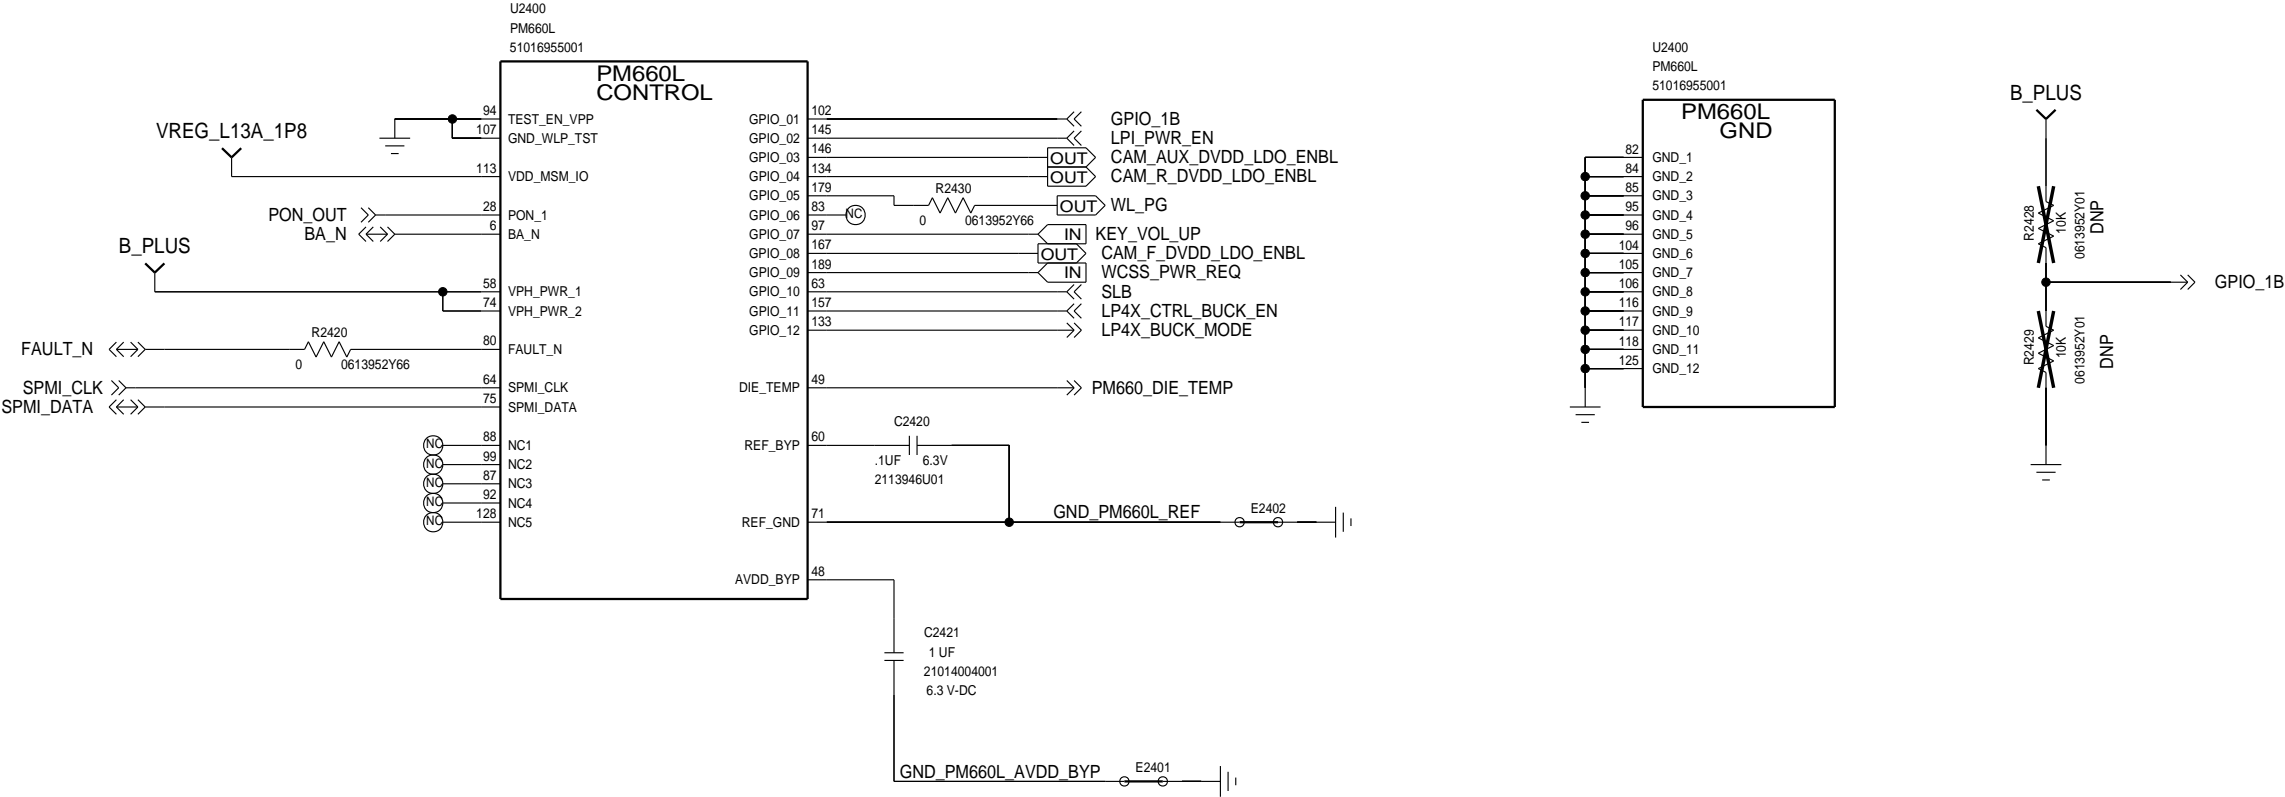 U2400
PM660L
51016955001
PM660L
CONTROL
VREG_L13A_1P8
PON_OUT
BA_N
B_PLUS
FAULT_N
R2420
0 0613952Y66
SPMI_CLK
SPMI_DATA
94 TEST_EN_VPP
107 GND_WLP_TST
113 VDD_MSM_IO
28 PON_1
6 BA_N
58 VPH_PWR_1
74 VPH_PWR_2
80 FAULT_N
64 SPMI_CLK
75 SPMI_DATA
NC 88 NC1
NC 99 NC2
NC 87 NC3
NC 92 NC4
NC 128 NC5
GPIO_01 102 GPIO_1B
GPIO_02 145 LPI_PWR_EN
GPIO_03 146 OUT CAM_AUX_DVDD_LDO_ENBL
GPIO_04 134 OUT CAM_R_DVDD_LDO_ENBL
GPIO_05 179 R2430 0 0613952Y66 OUT WL_PG
GPIO_06 83 NC
GPIO_07 97 IN KEY_VOL_UP
GPIO_08 167 OUT CAM_F_DVDD_LDO_ENBL
GPIO_09 189 IN WCSS_PWR_REQ
GPIO_10 63 SLB
GPIO_11 157 LP4X_CTRL_BUCK_EN
GPIO_12 133 LP4X_BUCK_MODE
DIE_TEMP 49 PM660_DIE_TEMP
REF_BYP 60
C2420
.1UF 6.3V
2113946U01
REF_GND 71 GND_PM660L_REF E2402
AVDD_BYP 48
C2421
1 UF
21014004001
6.3 V-DC
GND_PM660L_AVDD_BYP E2401
U2400
PM660L
51016955001
PM660L
GND
82 GND_1
84 GND_2
85 GND_3
95 GND_4
96 GND_5
104 GND_6
105 GND_7
106 GND_8
116 GND_9
117 GND_10
118 GND_11
125 GND_12
B_PLUS
R2428
10K
0613952Y01
DNP
GPIO_1B
R2429
10K
0613952Y01
DNP